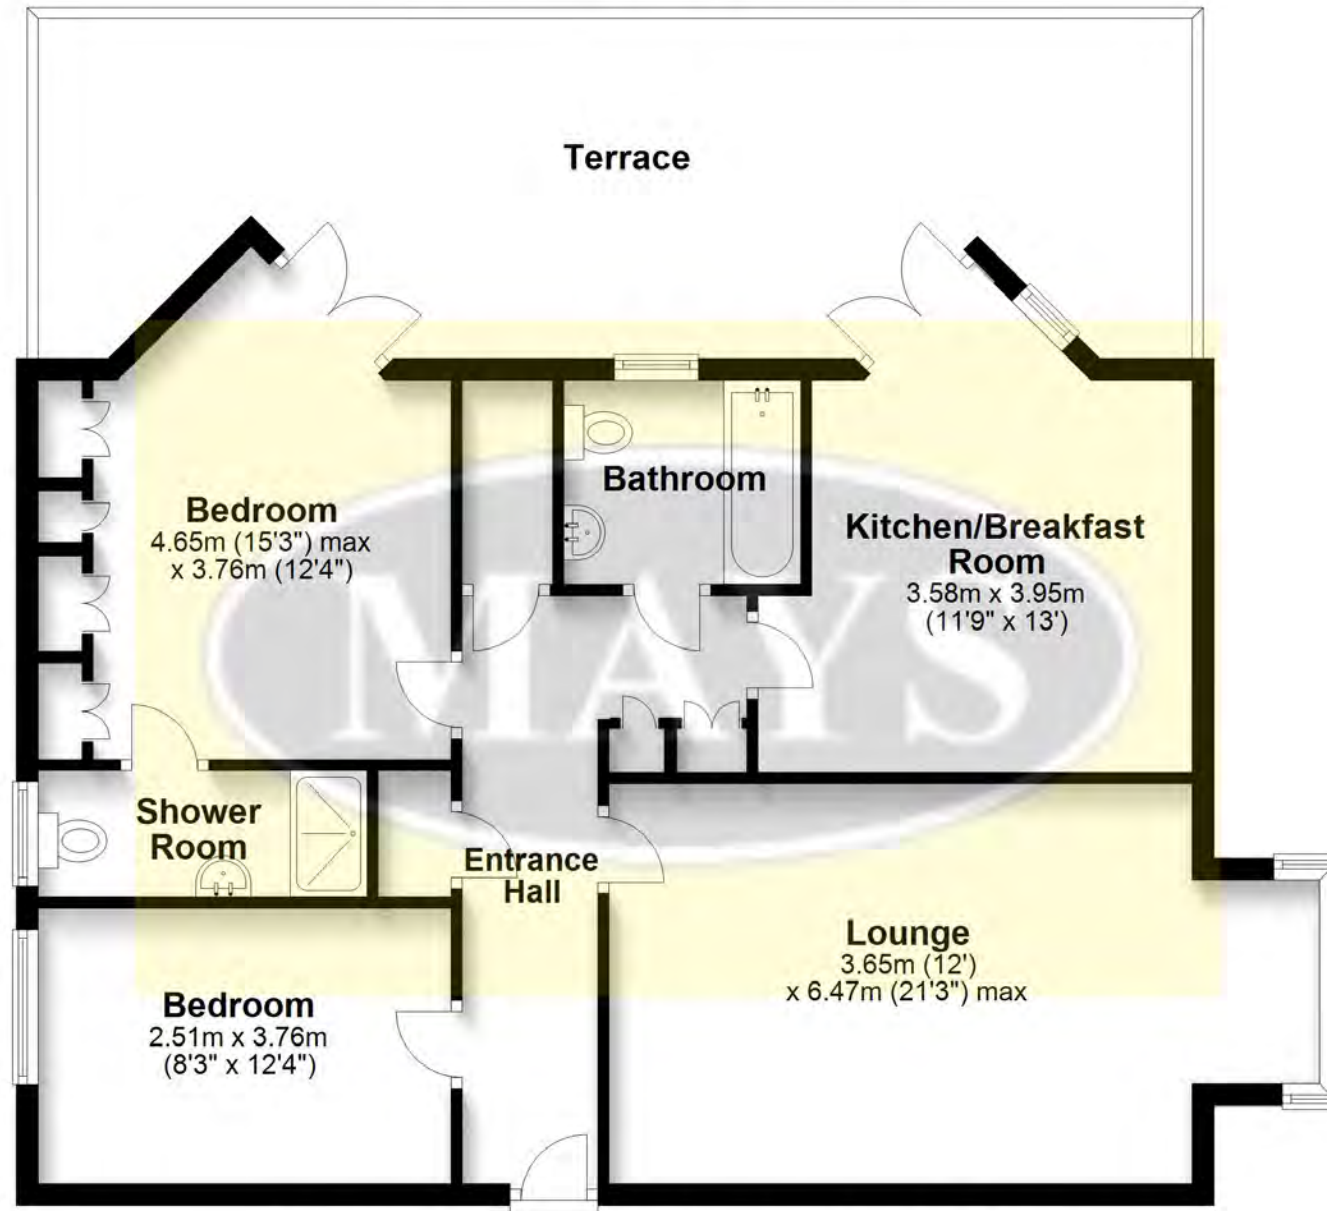 Terrace
Bedroom
4.65m (15'3") max
x 3.76m (12'4")
Bathroom
Kitchen/Breakfast
Room
3.58m x 3.95m
(11'9" x 13')
MAYS
Shower
Room
Entrance
Hall
Lounge
3.65m (12')
x 6.47m (21'3") max
Bedroom
2.51m x 3.76m
(8'3" x 12'4")